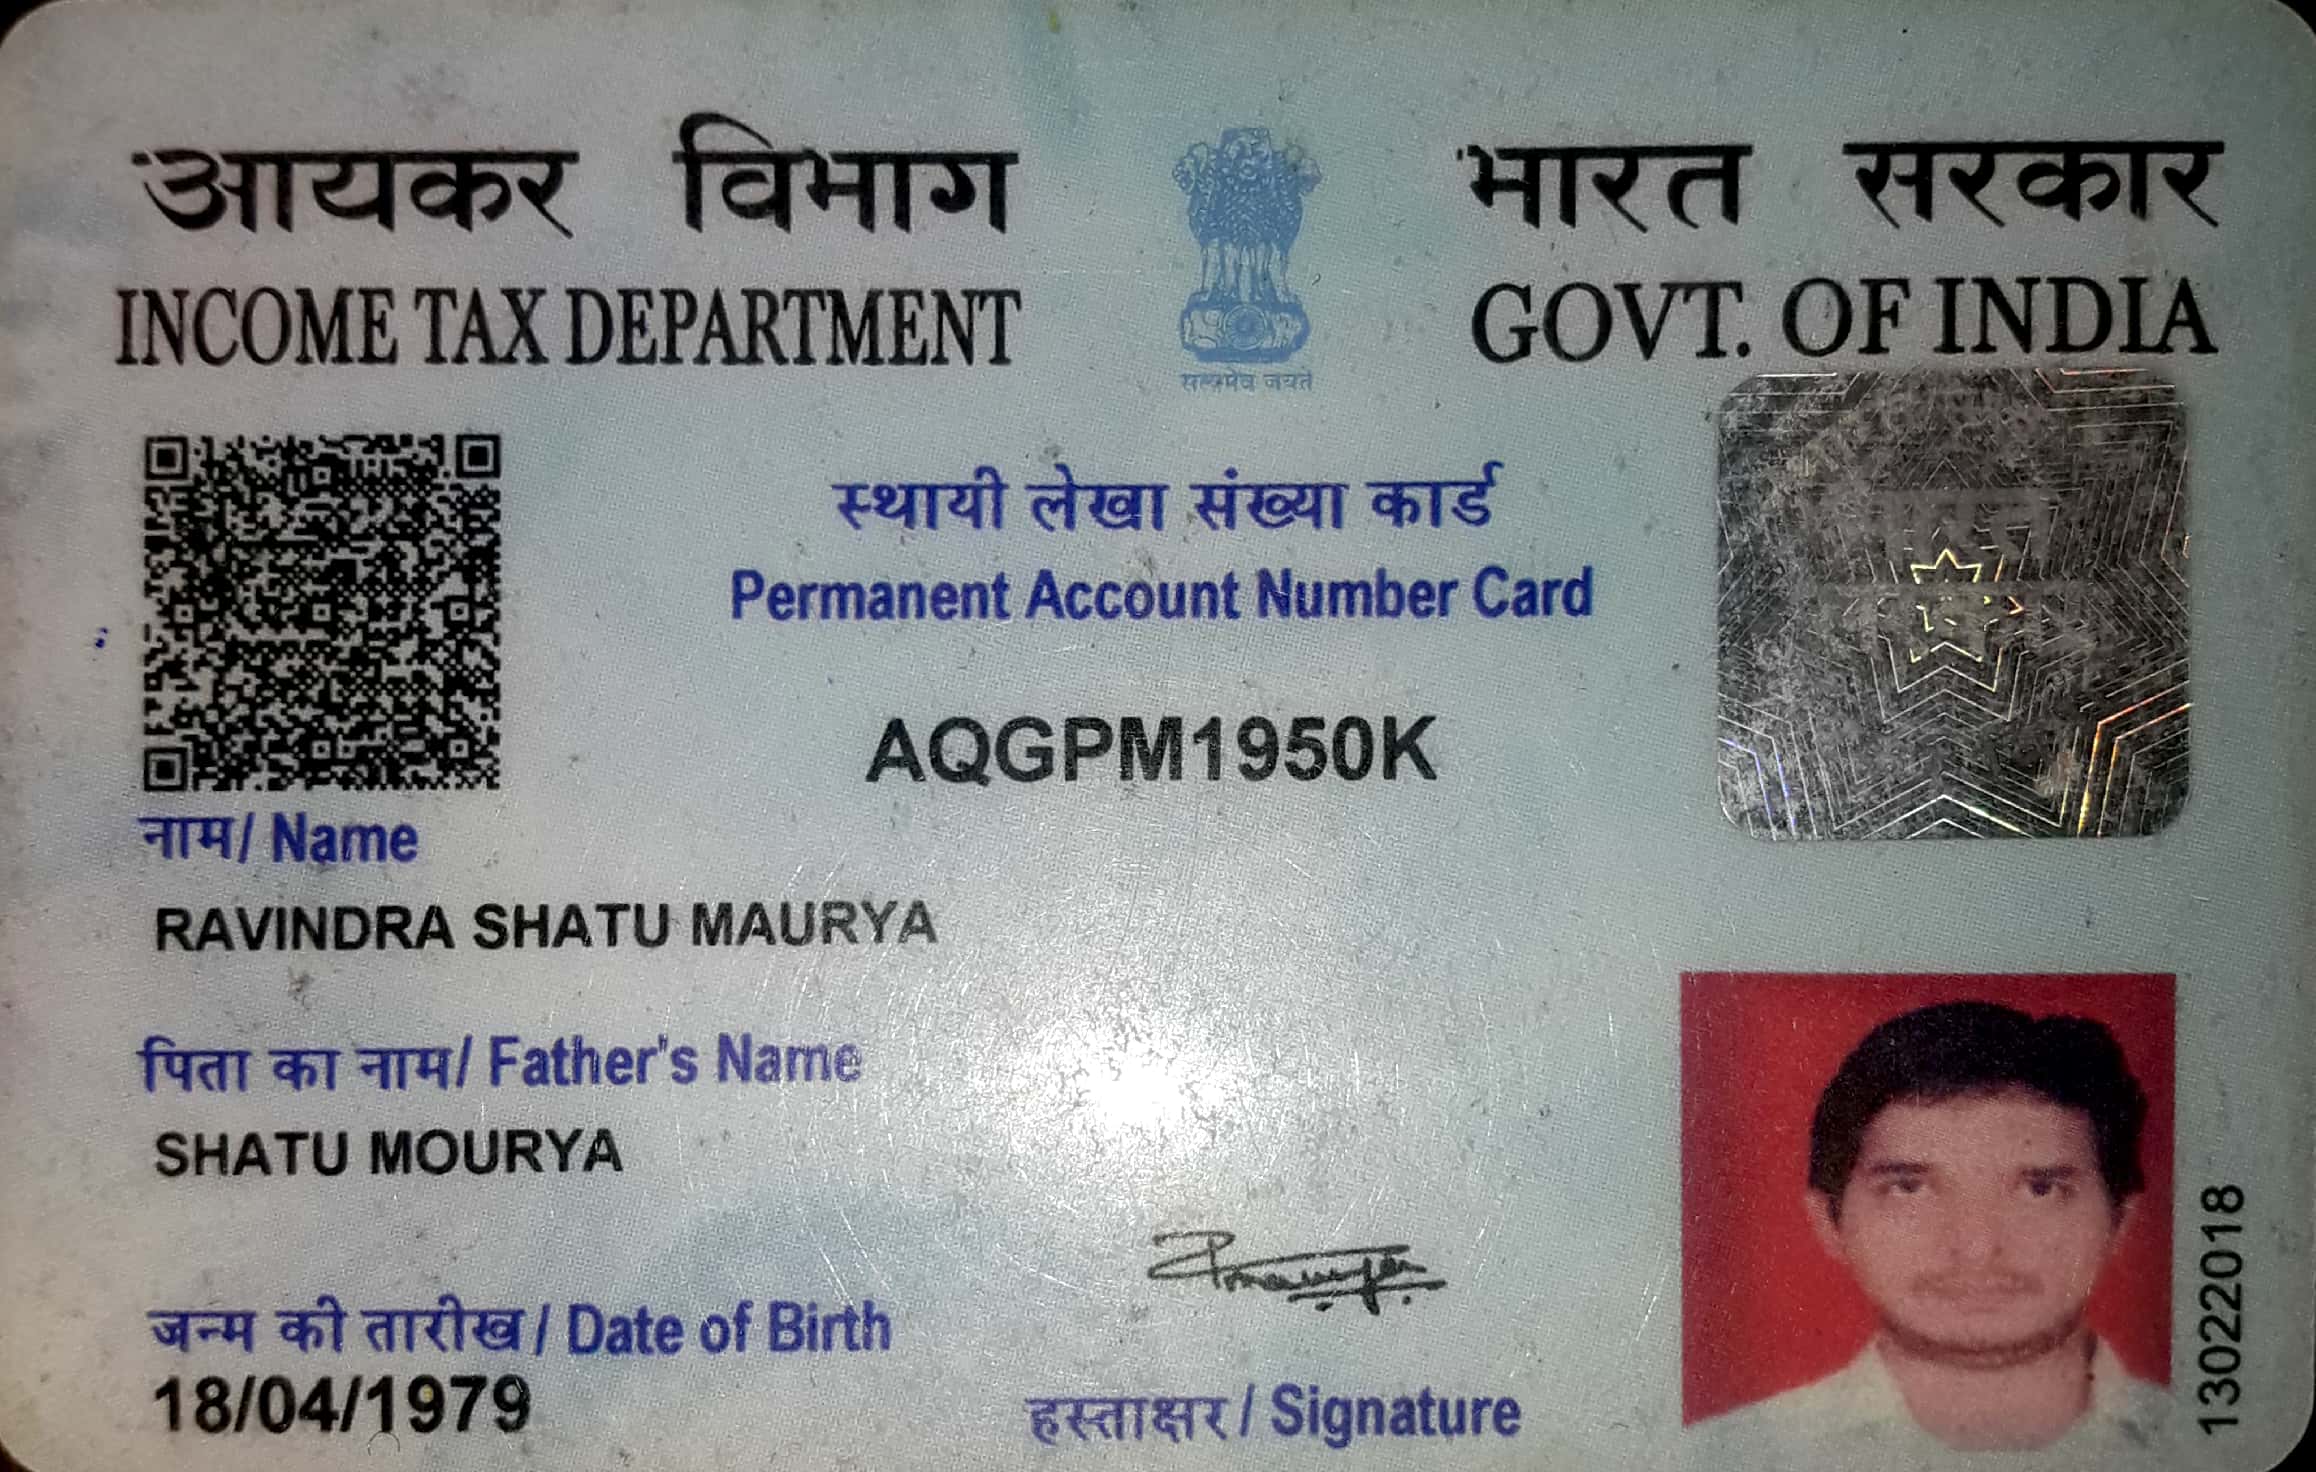 आयकर विभाग
INCOME TAX DEPARTMENT
भारत सरकार
GOVT. OF INDIA
सत्यमेव जयते
स्थायी लेखा संख्या कार्ड
Permanent Account Number Card
AQGPM1950K
नाम/ Name
RAVINDRA SHATU MAURYA
पिता का नाम/ Father's Name
SHATU MOURYA
जन्म की तारीख/ Date of Birth
18/04/1979
हस्ताक्षर/ Signature
13022018